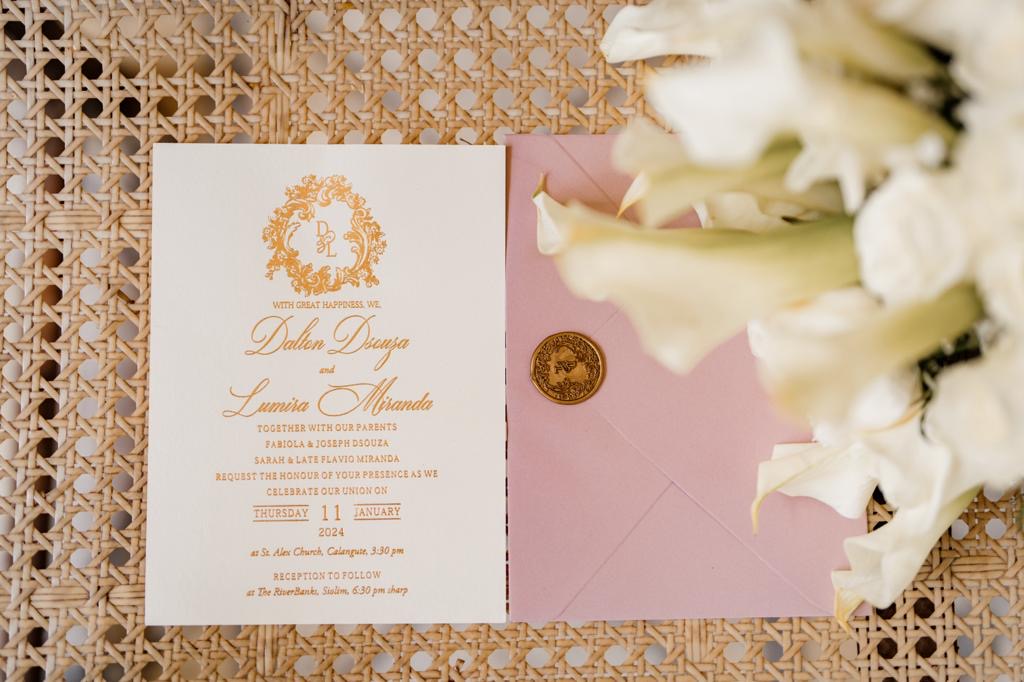 D&L
WITH GREAT HAPPINESS, WE,
Dalton Dsouza
and
Lumira Miranda
TOGETHER WITH OUR PARENTS
FABIOLA & JOSEPH DSOUZA
SARAH & LATE FLAVIO MIRANDA
REQUEST THE HONOUR OF YOUR PRESENCE AS WE
CELEBRATE OUR UNION ON
THURSDAY 11 JANUARY
2024
at St. Alex Church, Calangute, 3:30 pm
RECEPTION TO FOLLOW
at The RiverBanks, Siolim, 6:30 pm sharp